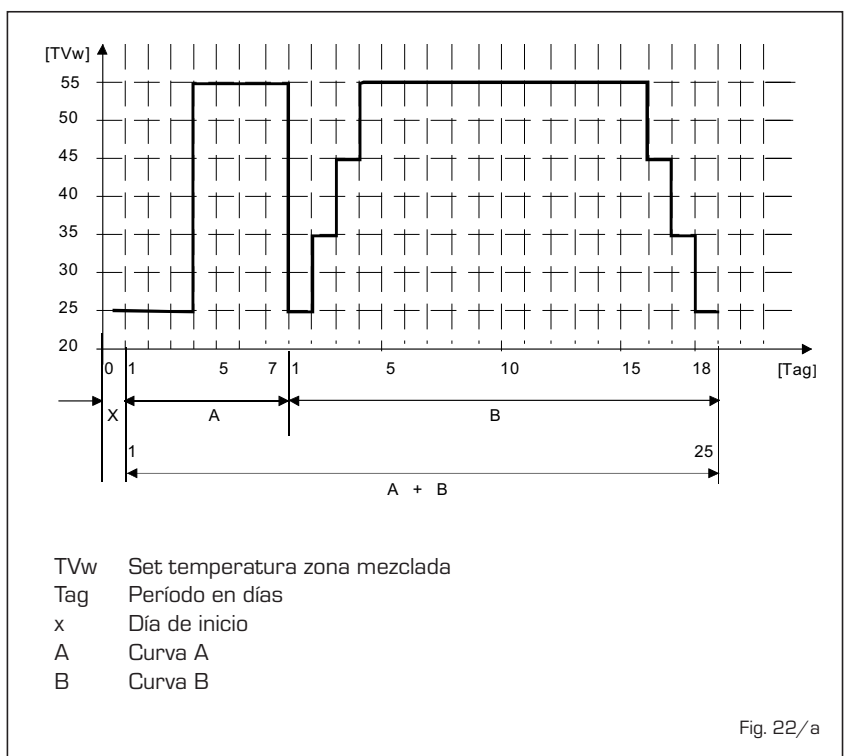 [TVw]
55
50
45
40
35
30
25
20
0 1 5 7 1 5 10 15 18 [Tag]
X A B
1 25
A + B
TVw Set temperatura zona mezclada
Tag Período en días
x Día de inicio
A Curva A
B Curva B
Fig. 22/a